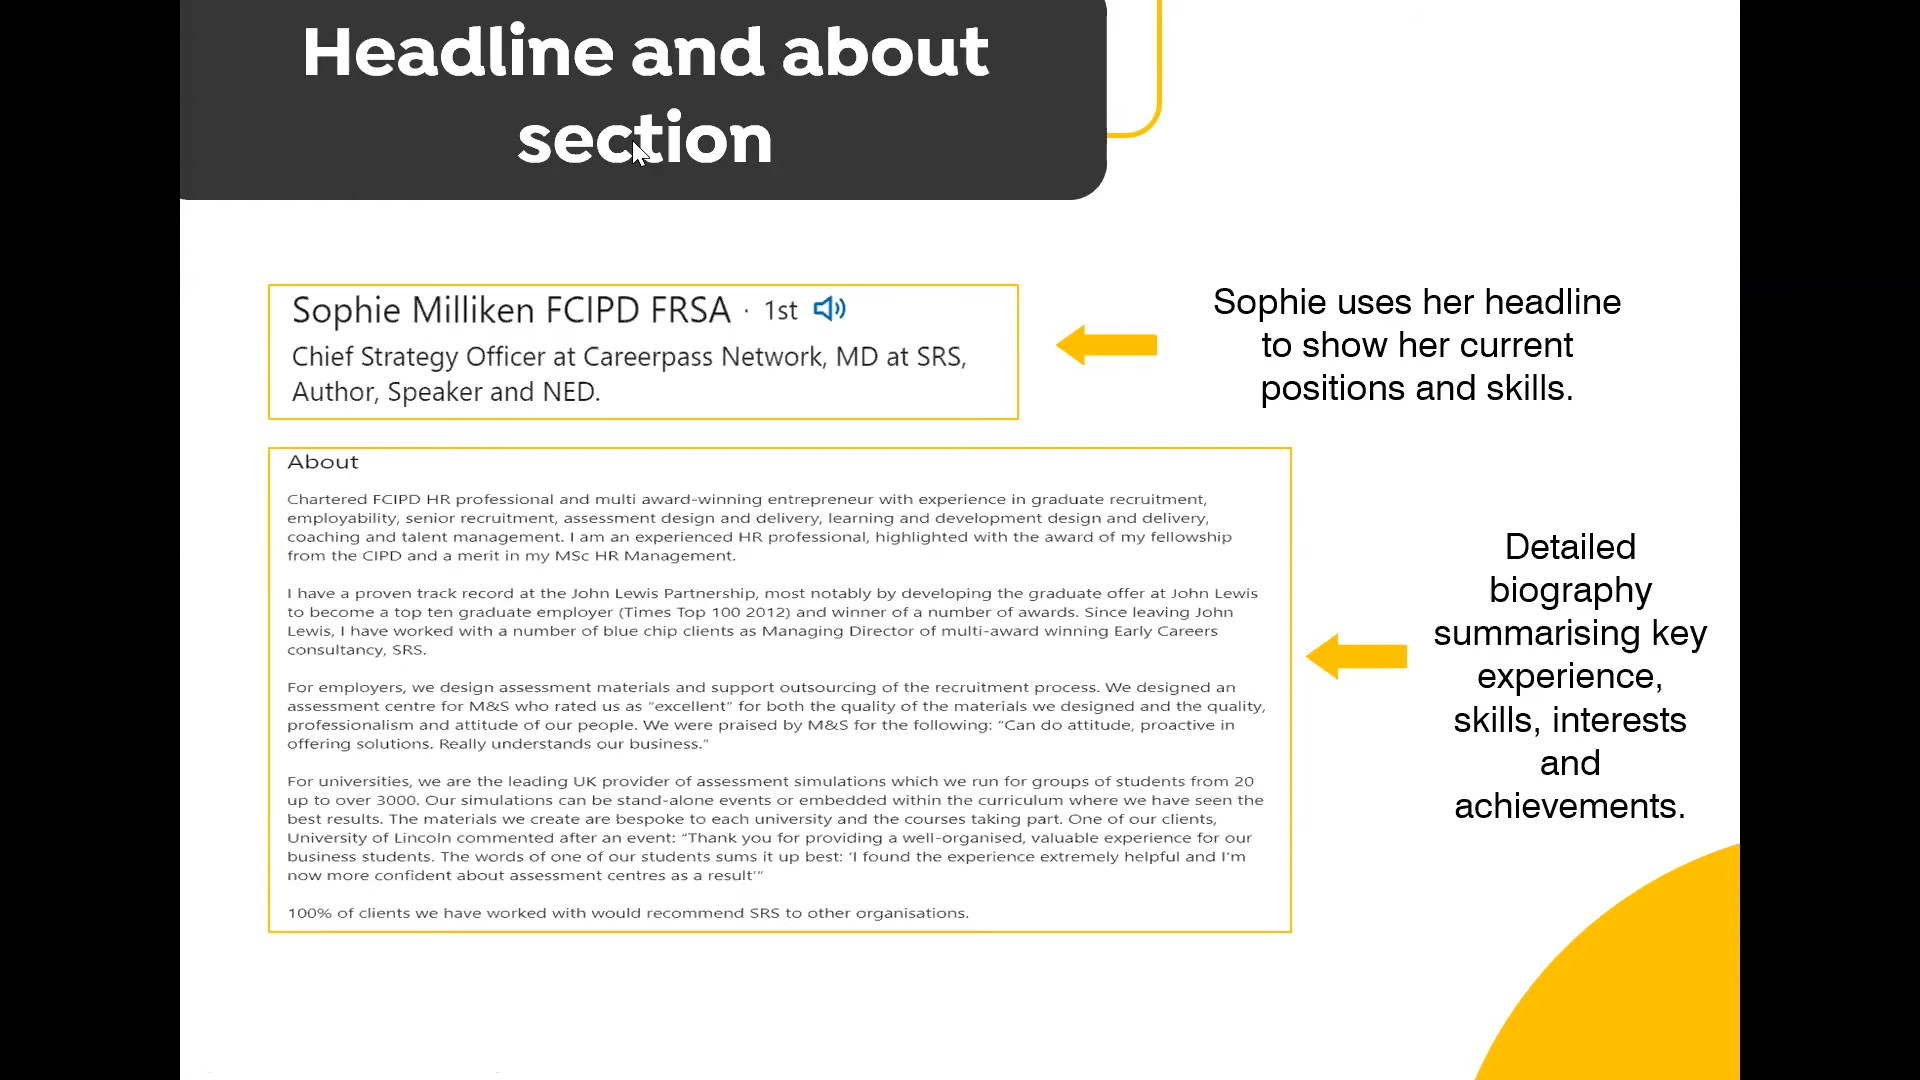 Headline and about
section
Sophie Milliken FCIPD FRSA · 1st
Chief Strategy Officer at Careerpass Network, MD at SRS,
Author, Speaker and NED.
Sophie uses her headline
to show her current
positions and skills.
About
Chartered FCIPD HR professional and multi award-winning entrepreneur with experience in graduate recruitment,
employability, senior recruitment, assessment design and delivery, learning and development design and delivery,
coaching and talent management. I am an experienced HR professional, highlighted with the award of my fellowship
from the CIPD and a merit in my MSc HR Management.
I have a proven track record at the John Lewis Partnership, most notably by developing the graduate offer at John Lewis
to become a top ten graduate employer (Times Top 100 2012) and winner of a number of awards. Since leaving John
Lewis, I have worked with a number of blue chip clients as Managing Director of multi-award winning Early Careers
consultancy, SRS.
For employers, we design assessment materials and support outsourcing of the recruitment process. We designed an
assessment centre for M&S who rated us as “excellent” for both the quality of the materials we designed and the quality,
professionalism and attitude of our people. We were praised by M&S for the following: “Can do attitude, proactive in
offering solutions. Really understands our business.”
For universities, we are the leading UK provider of assessment simulations which we run for groups of students from 20
up to over 3000. Our simulations can be stand-alone events or embedded within the curriculum where we have seen the
best results. The materials we create are bespoke to each university and the courses taking part. One of our clients,
University of Lincoln commented after an event: “Thank you for providing a well-organised, valuable experience for our
business students. The words of one of our students sums it up best: ‘I found the experience extremely helpful and I'm
now more confident about assessment centres as a result’”
100% of clients we have worked with would recommend SRS to other organisations.
Detailed
biography
summarising key
experience,
skills, interests
and
achievements.